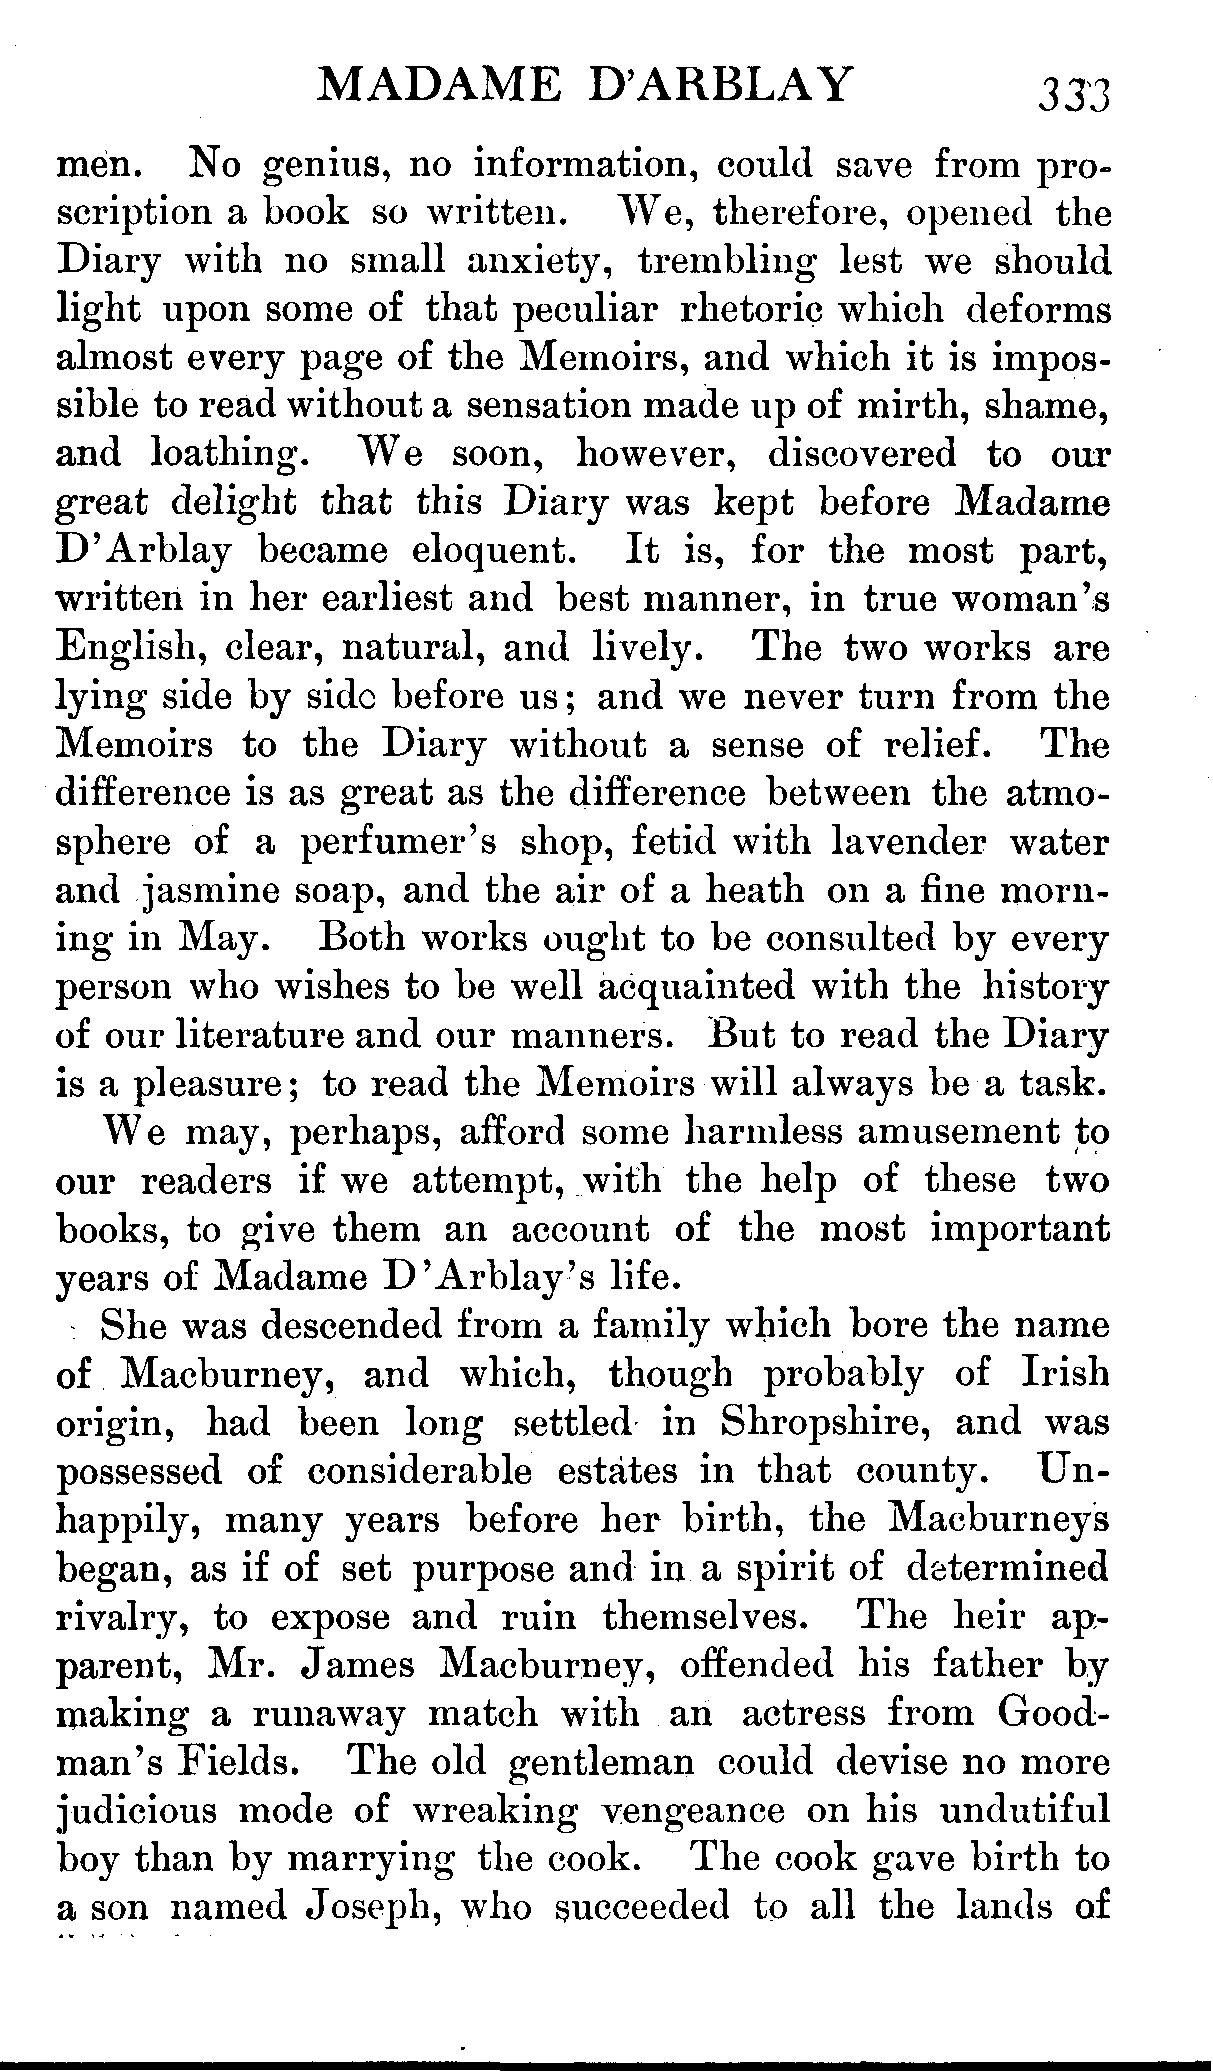 MADAME D'ARBLAY 333
men. No genius, no information, could save from pro-
scription a book so written. We, therefore, opened the
Diary with no small anxiety, trembling lest we should
light upon some of that peculiar rhetoric which deforms
almost every page of the Memoirs, and which it is impos-
sible to read without a sensation made up of mirth, shame,
and loathing. We soon, however, discovered to our
great delight that this Diary was kept before Madame
D'Arblay became eloquent. It is, for the most part,
written in her earliest and best manner, in true woman's
English, clear, natural, and lively. The two works are
lying side by side before us; and we never turn from the
Memoirs to the Diary without a sense of relief. The
difference is as great as the difference between the atmo-
sphere of a perfumer's shop, fetid with lavender water
and jasmine soap, and the air of a heath on a fine morn-
ing in May. Both works ought to be consulted by every
person who wishes to be well acquainted with the history
of our literature and our manners. But to read the Diary
is a pleasure; to read the Memoirs will always be a task.
We may, perhaps, afford some harmless amusement to
our readers if we attempt, with the help of these two
books, to give them an account of the most important
years of Madame D'Arblay's life.
She was descended from a family which bore the name
of Macburney, and which, though probably of Irish
origin, had been long settled in Shropshire, and was
possessed of considerable estates in that county. Un-
happily, many years before her birth, the Macburneys
began, as if of set purpose and in a spirit of determined
rivalry, to expose and ruin themselves. The heir ap-
parent, Mr. James Macburney, offended his father by
making a runaway match with an actress from Good-
man's Fields. The old gentleman could devise no more
judicious mode of wreaking vengeance on his undutiful
boy than by marrying the cook. The cook gave birth to
a son named Joseph, who succeeded to all the lands of